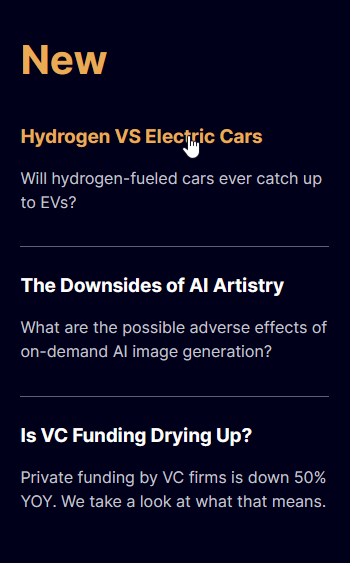 New
Hydrogen VS Electric Cars
Will hydrogen-fueled cars ever catch up
to EVs?
The Downsides of AI Artistry
What are the possible adverse effects of
on-demand AI image generation?
Is VC Funding Drying Up?
Private funding by VC firms is down 50%
YOY. We take a look at what that means.